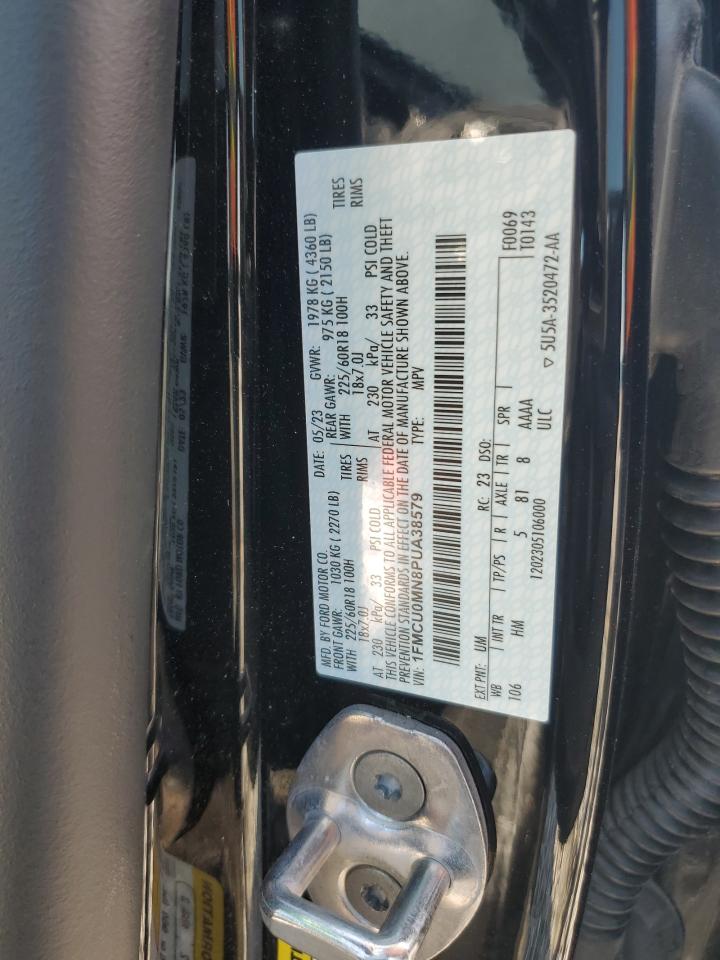 MFD. BY FORD MOTOR CO.
DATE: 05/23 GVWR: 1978 KG ( 4360 LB)
FRONT GAWR: 1030 KG ( 2270 LB) REAR GAWR: 975 KG ( 2150 LB)
WITH 225/60R18 100H TIRES WITH 225/60R18 100H TIRES
18x7.0J RIMS 18x7.0J RIMS
AT 230 kPa/ 33 PSI COLD AT 230 kPa/ 33 PSI COLD
THIS VEHICLE CONFORMS TO ALL APPLICABLE FEDERAL MOTOR VEHICLE SAFETY AND THEFT
PREVENTION STANDARDS IN EFFECT ON THE DATE OF MANUFACTURE SHOWN ABOVE.
VIN: 1FMCU0MN8PUA38579 TYPE: MPV
EXT PNT: UM RC: 23 DSO: F0069
WB INT TR TP/PS R AXLE TR SPR T0143
106 HM 5 81 8 AAAA
1202305106000 ULC 5U5A-3520472-AA